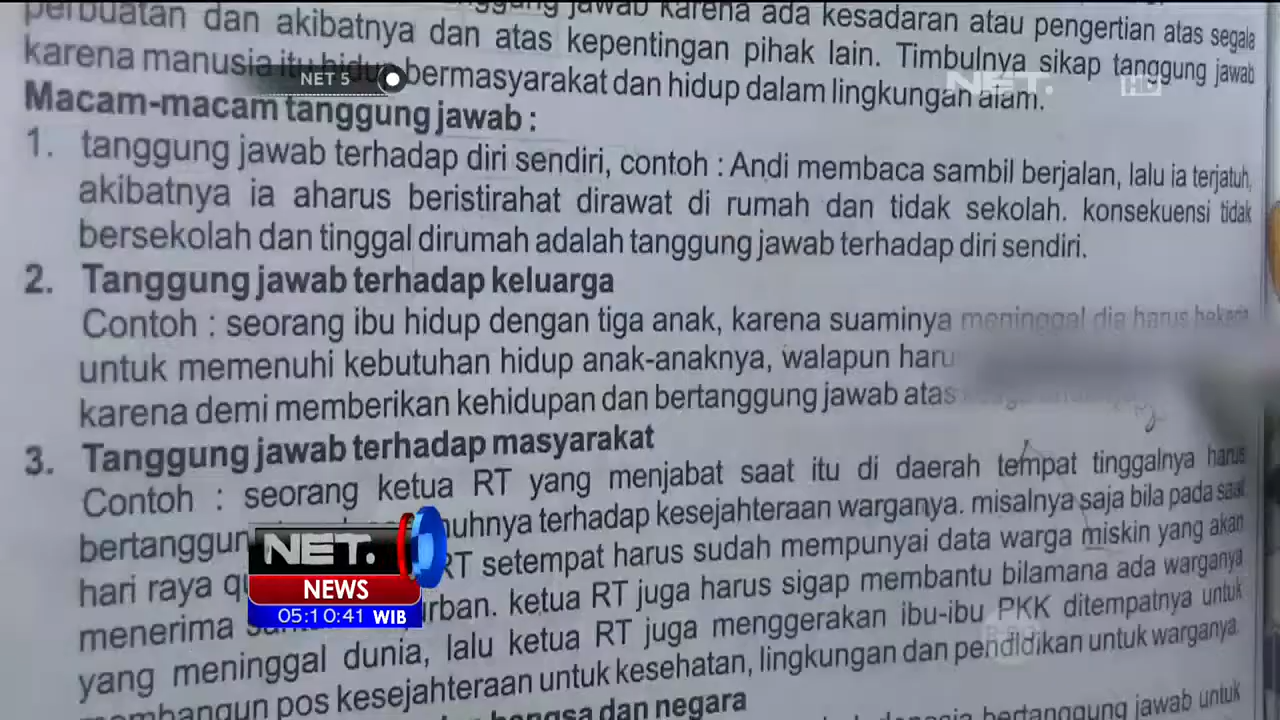 perbuatan dan akibatnya dan atas kepentingan pihak lain. Timbulnya sikap tanggung jawab
jawab karena ada kesadaran atau pengertian atas segala
karena manusia itu hidup bermasyarakat dan hidup dalam lingkungan alam.
NET 5
NET.
HD
Macam-macam tanggung jawab :
1. tanggung jawab terhadap diri sendiri, contoh : Andi membaca sambil berjalan, lalu ia terjatuh,
akibatnya ia aharus beristirahat dirawat di rumah dan tidak sekolah. konsekuensi tidak
bersekolah dan tinggal dirumah adalah tanggung jawab terhadap diri sendiri.
2. Tanggung jawab terhadap keluarga
Contoh : seorang ibu hidup dengan tiga anak, karena suaminya meninggal dia harus
untuk memenuhi kebutuhan hidup anak-anaknya, walapun
karena demi memberikan kehidupan dan bertanggung jawab atas
3. Tanggung jawab terhadap masyarakat
Contoh : seorang ketua RT yang menjabat saat itu di daerah tempat tinggalnya harus
terhadap kesejahteraan warganya. misalnya saja bila pada saat
hari raya RT setempat harus sudah mempunyai data warga miskin yang akan
menerima ketua RT juga harus sigap membantu bilamana ada warganya
yang meninggal dunia, lalu ketua RT juga menggerakan ibu-ibu PKK ditempatnya untuk
pos kesejahteraan untuk kesehatan, lingkungan dan pendidikan untuk warganya.
bangsa dan negara
bertanggung jawab untuk
NET.
NEWS
05:10:41 WIB